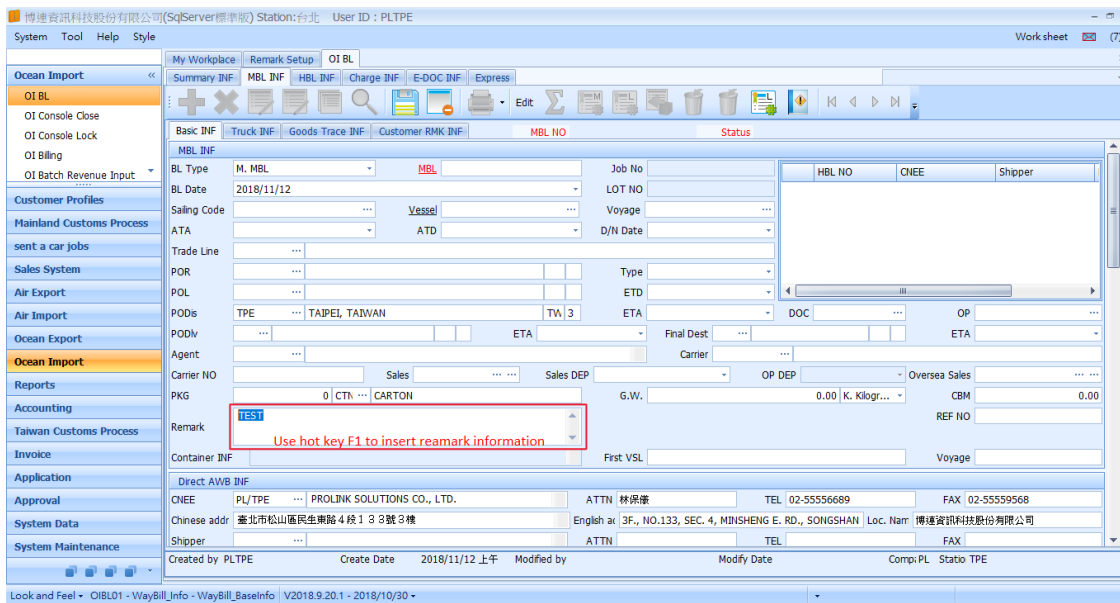 博連資訊科技股份有限公司(SqlServer標準版) Station:台北 User ID : PLTPE
System Tool Help Style Work sheet (7
My Workplace Remark Setup OI BL
Ocean Import « Summary INF MBL INF HBL INF Charge INF E-DOC INF Express
OI BL
OI Console Close
OI Console Lock
OI Biling
OI Batch Revenue Input
Customer Profiles
Mainland Customs Process
sent a car jobs
Sales System
Air Export
Air Import
Ocean Export
Ocean Import
Reports
Accounting
Taiwan Customs Process
Invoice
Application
Approval
System Data
System Maintenance
Edit
Basic INF Truck INF Goods Trace INF Customer RMK INF MBL NO Status
MBL INF
BL Type M. MBL MBL Job No HBL NO CNEE Shipper
BL Date 2018/11/12 LOT NO
Sailing Code Vessel Voyage
ATA ATD D/N Date
Trade Line
POR Type
POL ETD
PODis TPE TAIPEI, TAIWAN TW 3 ETA DOC OP
PODlv ETA Final Dest ETA
Agent Carrier
Carrier NO Sales Sales DEP OP DEP Oversea Sales
PKG 0 CTN CARTON G.W. 0.00 K. Kilogr... CBM 0.00
Remark TEST REF NO
Use hot key F1 to insert reamark information
Container INF First VSL Voyage
Direct AWB INF
CNEE PL/TPE PROLINK SOLUTIONS CO., LTD. ATTN 林保儀 TEL 02-55556689 FAX 02-55559568
Chinese addr 臺北市松山區民生東路４段１３３號３樓 English ac 3F., NO.133, SEC. 4, MINSHENG E. RD., SONGSHAN Loc. Nam 博連資訊科技股份有限公司
Shipper ATTN TEL FAX
Created by PLTPE Create Date 2018/11/12 上午 Modified by Modify Date Comp: PL Statio TPE
Look and Feel OIBL01 - WayBill_Info - WayBill_BaseInfo V2018.9.20.1 - 2018/10/30